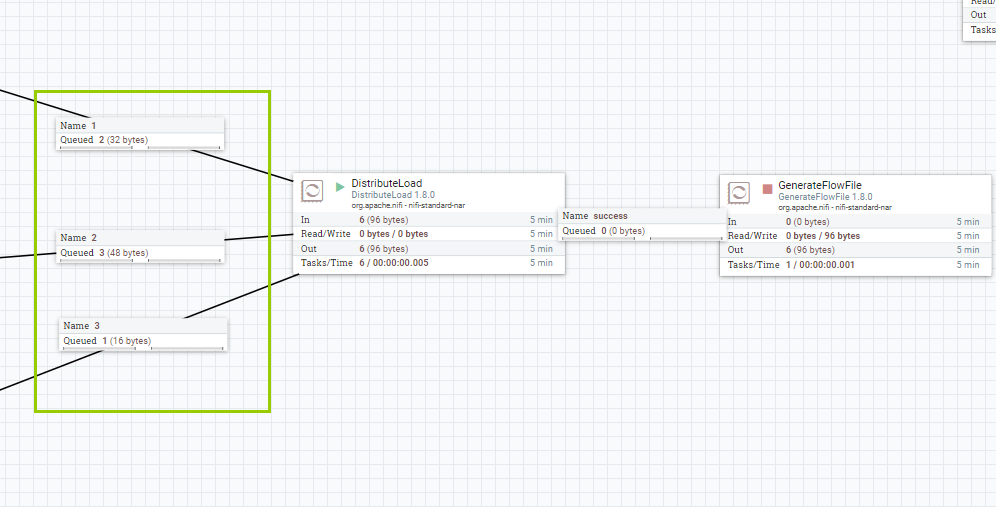 Read/
Out
Tasks
Name 1
Queued 2 (32 bytes)
Name 2
Queued 3 (48 bytes)
Name 3
Queued 1 (16 bytes)
DistributeLoad
DistributeLoad 1.8.0
org.apache.nifi - nifi-standard-nar
In 6 (96 bytes) 5 min
Read/Write 0 bytes / 0 bytes 5 min
Out 6 (96 bytes) 5 min
Tasks/Time 6 / 00:00:00.005 5 min
Name success
Queued 0 (0 bytes)
GenerateFlowFile
GenerateFlowFile 1.8.0
org.apache.nifi - nifi-standard-nar
In 0 (0 bytes) 5 min
Read/Write 0 bytes / 96 bytes 5 min
Out 6 (96 bytes) 5 min
Tasks/Time 1 / 00:00:00.001 5 min